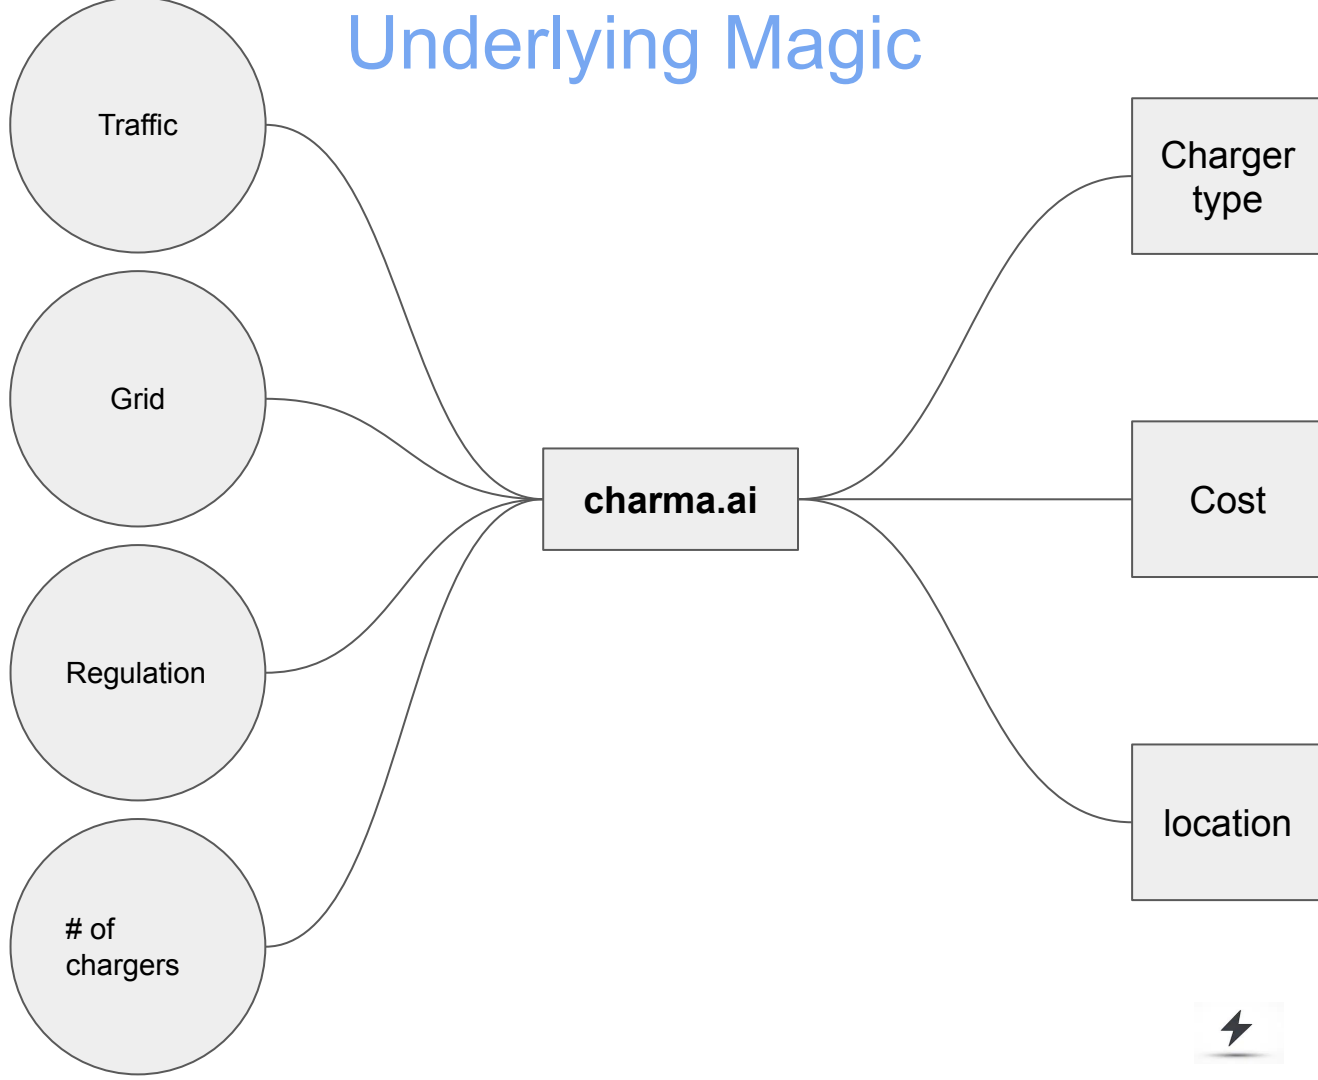 Underlying Magic
Traffic
Grid
Regulation
# of
chargers
charma.ai
Charger
type
Cost
location